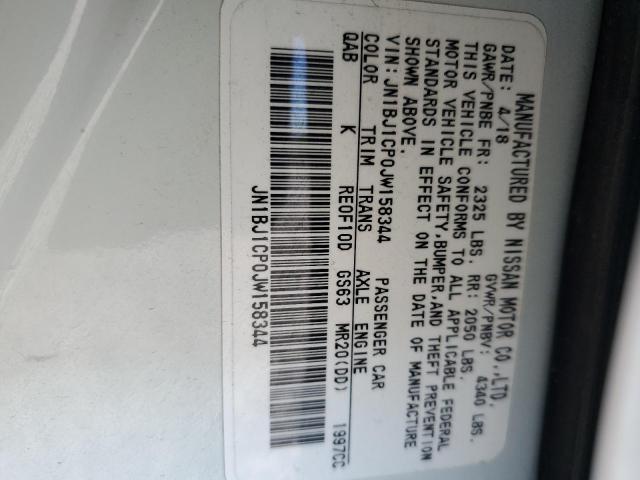 MANUFACTURED BY NISSAN MOTOR CO.,LTD.
DATE: 4/18 GVWR/PNBV: 4340 LBS.
GAWR/PNBE FR: 2325 LBS. RR: 2050 LBS.
THIS VEHICLE CONFORMS TO ALL APPLICABLE FEDERAL
MOTOR VEHICLE SAFETY,BUMPER,AND THEFT PREVENTION
STANDARDS IN EFFECT ON THE DATE OF MANUFACTURE
SHOWN ABOVE.
VIN:JN1BJ1CP0JW158344 PASSENGER CAR
COLOR TRIM TRANS AXLE ENGINE
QAB K RE0F10D GS63 MR20(DD) 1997CC
JN1BJ1CP0JW158344